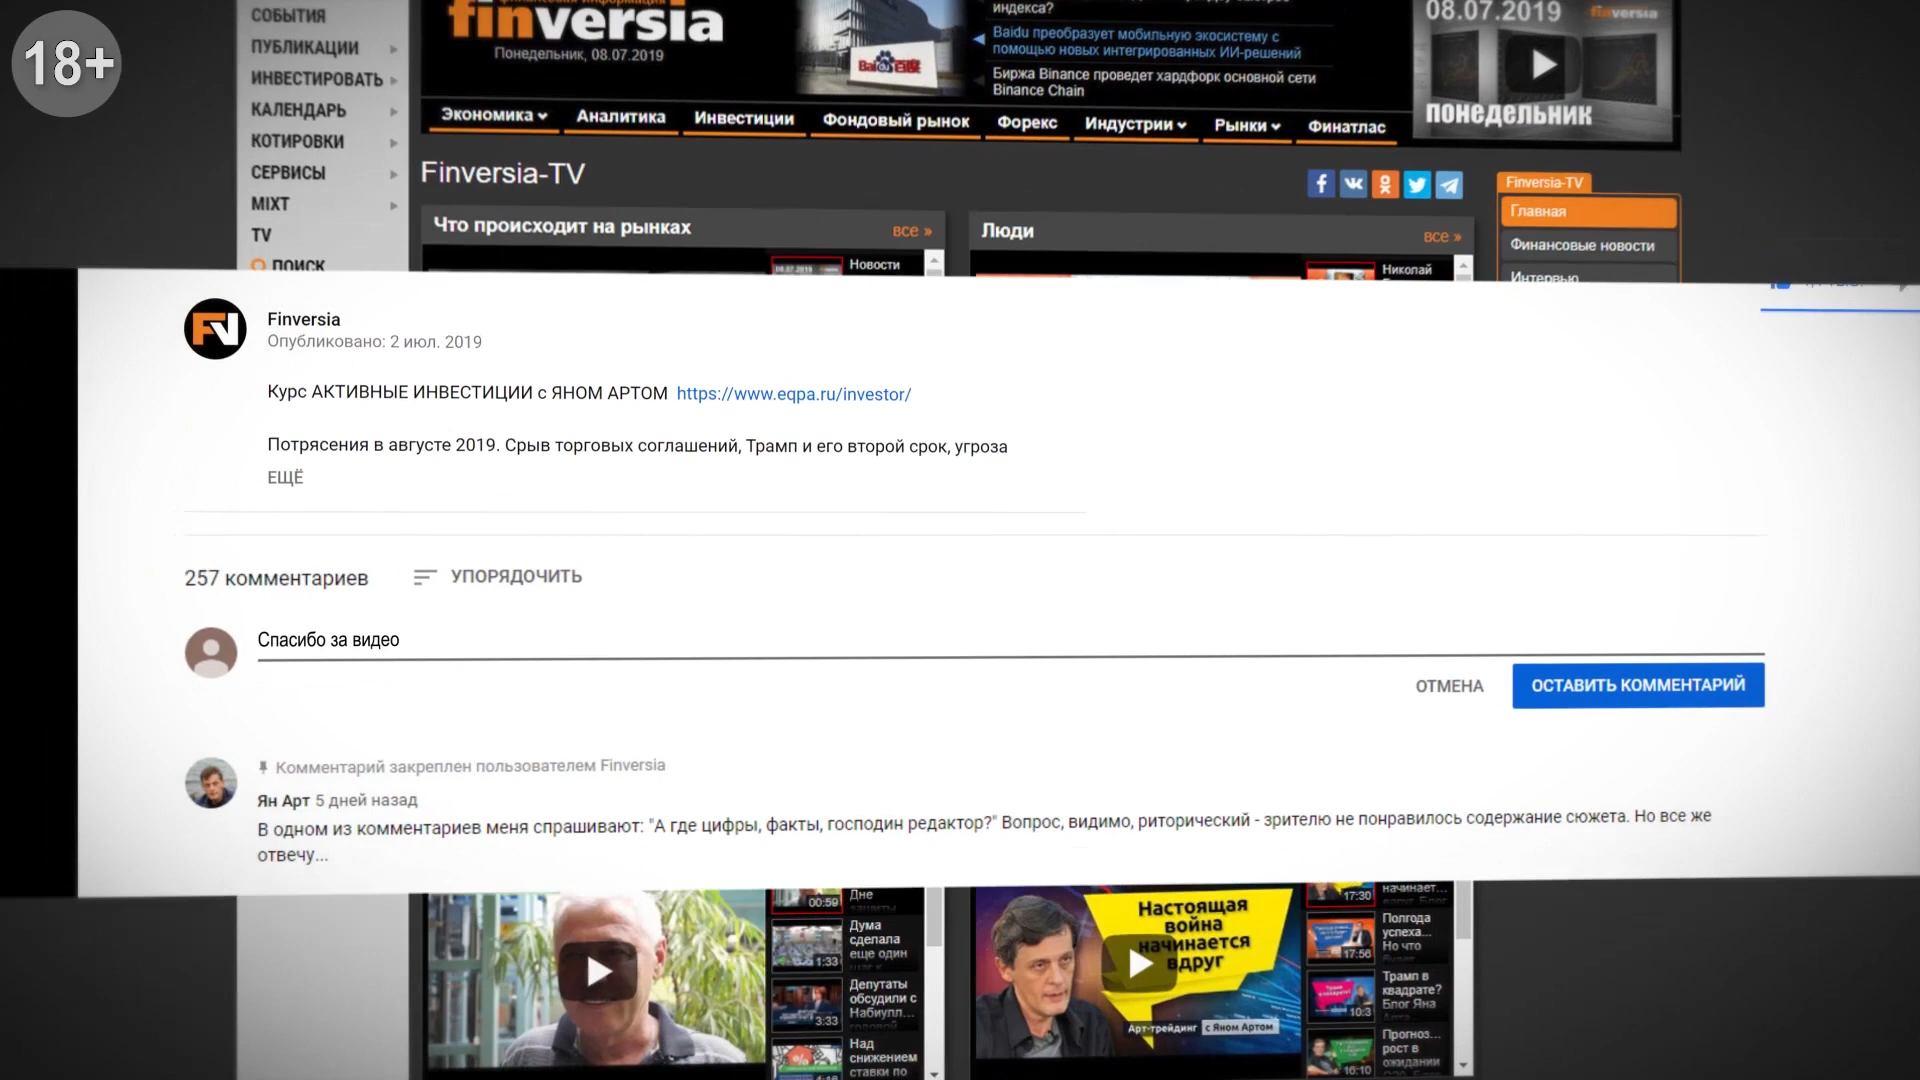 18+
СОБЫТИЯ
ПУБЛИКАЦИИ
ИНВЕСТИРОВАТЬ
КАЛЕНДАРЬ
КОТИРОВКИ
СЕРВИСЫ
MIXT
TV
ПОИСК
finversia
Понедельник, 08.07.2019
Baidu
индекса?
Baidu преобразует мобильную экосистему с
помощью новых интегрированных ИИ-решений
Биржа Binance проведет хардфорк основной сети
Binance Chain
08.07.2019
finversia
понедельник
Экономика
Аналитика
Инвестиции
Фондовый рынок
Форекс
Индустрии
Рынки
Финатлас
Finversia-TV
Что происходит на рынках
все »
Новости
Люди
все »
Николай
Finversia-TV
Главная
Финансовые новости
Интервью
FN
Finversia
Опубликовано: 2 июл. 2019
Курс АКТИВНЫЕ ИНВЕСТИЦИИ с ЯНОМ АРТОМ https://www.eqpa.ru/investor/
Потрясения в августе 2019. Срыв торговых соглашений, Трамп и его второй срок, угроза
ЕЩЁ
257 комментариев
УПОРЯДОЧИТЬ
Спасибо за видео
ОТМЕНА
ОСТАВИТЬ КОММЕНТАРИЙ
Комментарий закреплен пользователем Finversia
Ян Арт 5 дней назад
В одном из комментариев меня спрашивают: "А где цифры, факты, господин редактор?" Вопрос, видимо, риторический - зрителю не понравилось содержание сюжета. Но все же
отвечу...
00:59
Дне
Дума
сделала
еще один
1:33
Депутаты
обсудили с
Набиулл...
3:33
Над
снижением
ставки по
Настоящая
война
начинается
вдруг
Арт-трейдинг с Яном Артом
начинает...
17:30
Полгода
успеха...
Но что
17:56
Трамп в
квадрате?
Блог Яна
10:3
Прогноз...
рост в
ожидании
16:10